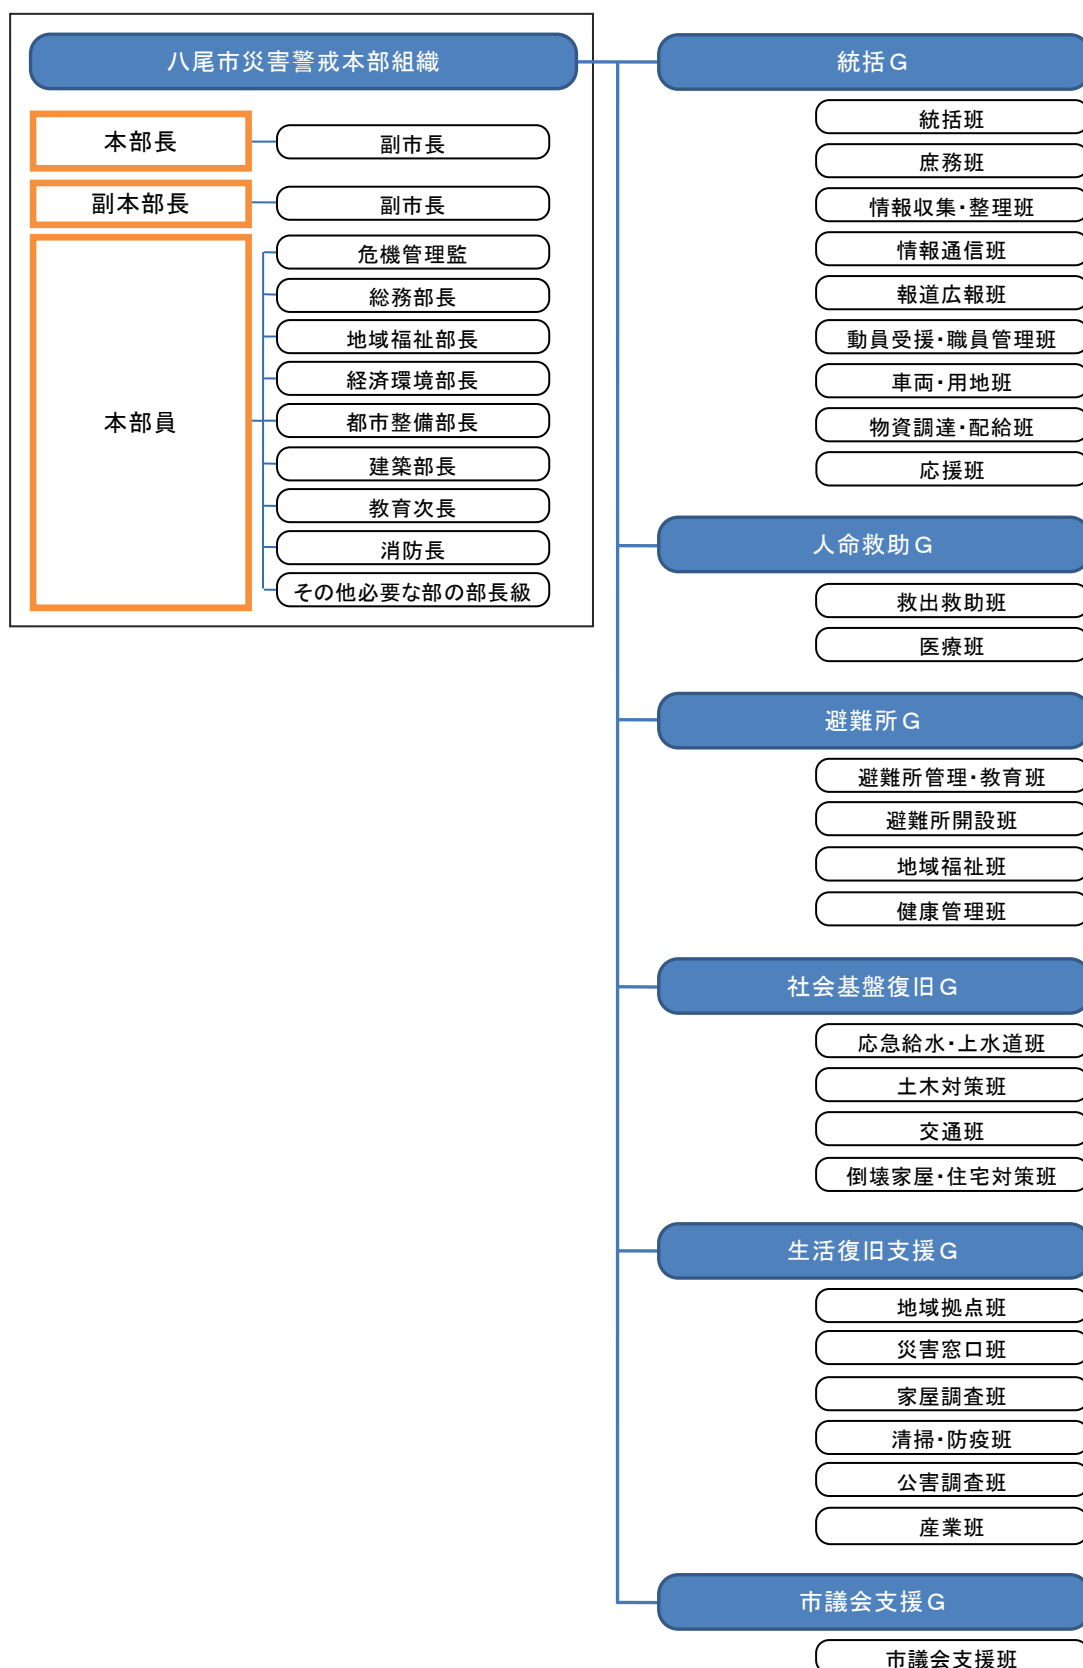 八尾市災害警戒本部組織
本部長
副市長
副本部長
副市長
本部員
危機管理監
総務部長
地域福祉部長
経済環境部長
都市整備部長
建築部長
教育次長
消防長
その他必要な部の部長級
統括G
統括班
庶務班
情報収集・整理班
情報通信班
報道広報班
動員受援・職員管理班
車両・用地班
物資調達・配給班
応援班
人命救助G
救出救助班
医療班
避難所G
避難所管理・教育班
避難所開設班
地域福祉班
健康管理班
社会基盤復旧G
応急給水・上水道班
土木対策班
交通班
倒壊家屋・住宅対策班
生活復旧支援G
地域拠点班
災害窓口班
家屋調査班
清掃・防疫班
公害調査班
産業班
市議会支援G
市議会支援班